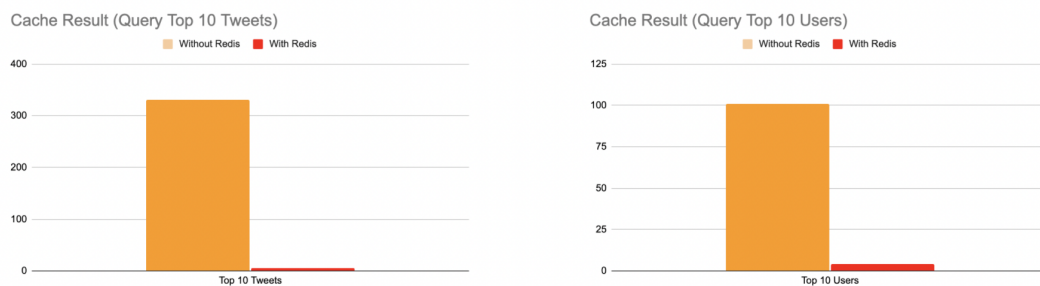 Cache Result (Query Top 10 Tweets)
Without Redis With Redis
400
300
200
100
0
Top 10 Tweets
Cache Result (Query Top 10 Users)
Without Redis With Redis
125
100
75
50
25
0
Top 10 Users